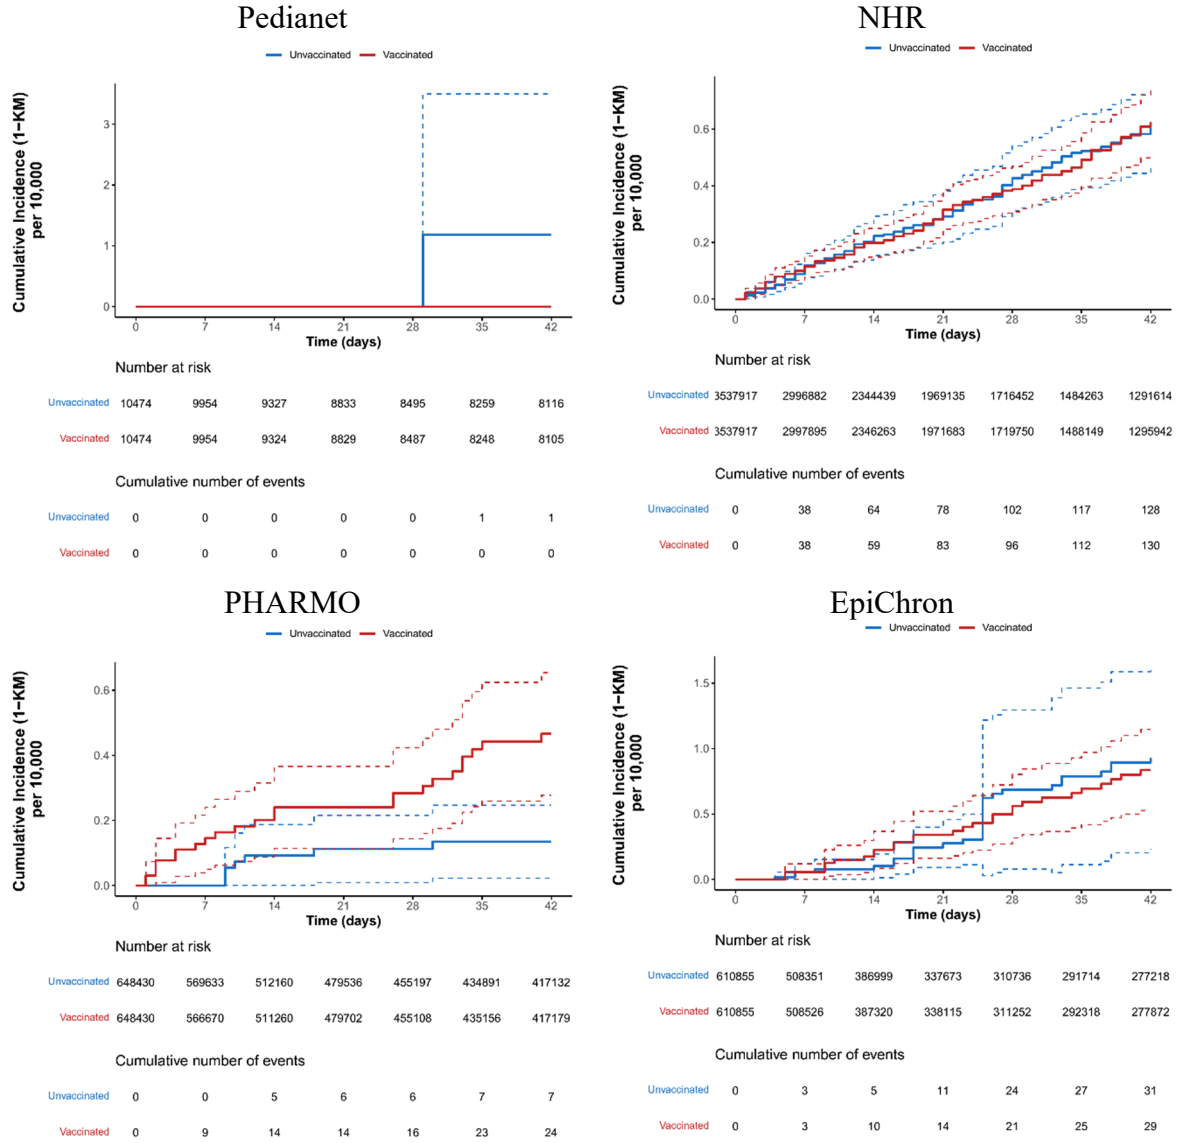 Pedianet
Unvaccinated Vaccinated
Cumulative Incidence (1−KM)
per 10,000
3
2
1
0
0 7 14 21 28 35 42
Time (days)
Number at risk
Unvaccinated 10474 9954 9327 8833 8495 8259 8116
Vaccinated 10474 9954 9324 8829 8487 8248 8105
Cumulative number of events
Unvaccinated 0 0 0 0 0 1 1
Vaccinated 0 0 0 0 0 0 0
NHR
Unvaccinated Vaccinated
Cumulative Incidence (1−KM)
per 10,000
0.6
0.4
0.2
0.0
0 7 14 21 28 35 42
Time (days)
Number at risk
Unvaccinated 3537917 2996882 2344439 1969135 1716452 1484263 1291614
Vaccinated 3537917 2997895 2346263 1971683 1719750 1488149 1295942
Cumulative number of events
Unvaccinated 0 38 64 78 102 117 128
Vaccinated 0 38 59 83 96 112 130
PHARMO
Unvaccinated Vaccinated
Cumulative Incidence (1−KM)
per 10,000
0.6
0.4
0.2
0.0
0 7 14 21 28 35 42
Time (days)
Number at risk
Unvaccinated 648430 569633 512160 479536 455197 434891 417132
Vaccinated 648430 566670 511260 479702 455108 435156 417179
Cumulative number of events
Unvaccinated 0 0 5 6 6 7 7
Vaccinated 0 9 14 14 16 23 24
EpiChron
Unvaccinated Vaccinated
Cumulative Incidence (1−KM)
per 10,000
1.5
1.0
0.5
0.0
0 7 14 21 28 35 42
Time (days)
Number at risk
Unvaccinated 610855 508351 386999 337673 310736 291714 277218
Vaccinated 610855 508526 387320 338115 311252 292318 277872
Cumulative number of events
Unvaccinated 0 3 5 11 24 27 31
Vaccinated 0 3 10 14 21 25 29